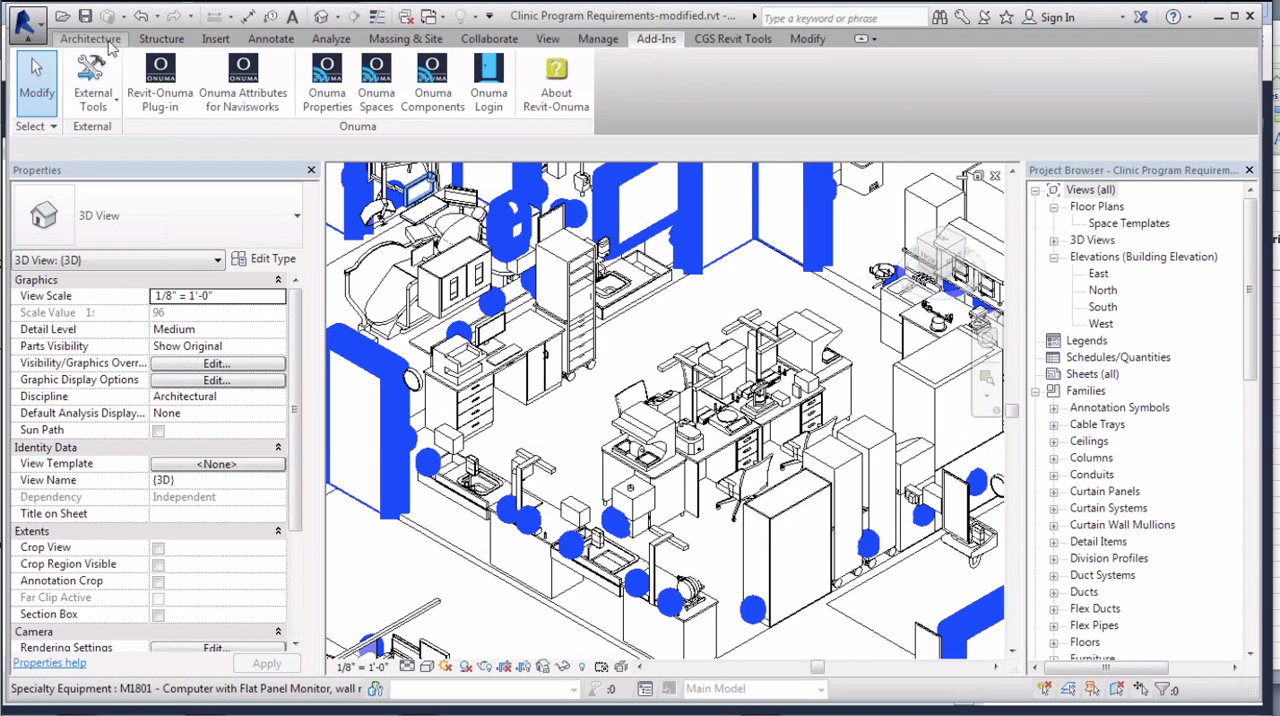 Clinic Program Requirements-modified.rvt - ...
Type a keyword or phrase
Sign In
Architecture Structure Insert Annotate Analyze Massing & Site Collaborate View Manage Add-Ins CGS Revit Tools Modify
Modify
External Tools
Revit-Onuma Plug-in
Onuma Attributes for Navisworks
Onuma Properties
Onuma Spaces
Onuma Components
Onuma Login
About Revit-Onuma
Select External Onuma
Properties
3D View
3D View: {3D} Edit Type
Graphics
View Scale 1/8" = 1'-0"
Scale Value 1: 96
Detail Level Medium
Parts Visibility Show Original
Visibility/Graphics Overr... Edit...
Graphic Display Options Edit...
Discipline Architectural
Default Analysis Display... None
Sun Path
Identity Data
View Template <None>
View Name {3D}
Dependency Independent
Title on Sheet
Extents
Crop View
Crop Region Visible
Annotation Crop
Far Clip Active
Section Box
Camera
Rendering Settings Edit...
Properties help Apply
1/8" = 1'-0"
Project Browser - Clinic Program Requirem...
Views (all)
Floor Plans
Space Templates
3D Views
Elevations (Building Elevation)
East
North
South
West
Legends
Schedules/Quantities
Sheets (all)
Families
Annotation Symbols
Cable Trays
Ceilings
Columns
Conduits
Curtain Panels
Curtain Systems
Curtain Wall Mullions
Detail Items
Division Profiles
Duct Systems
Ducts
Flex Ducts
Flex Pipes
Floors
Furniture
Specialty Equipment : M1801 - Computer with Flat Panel Monitor, wall r
:0
Main Model
:0